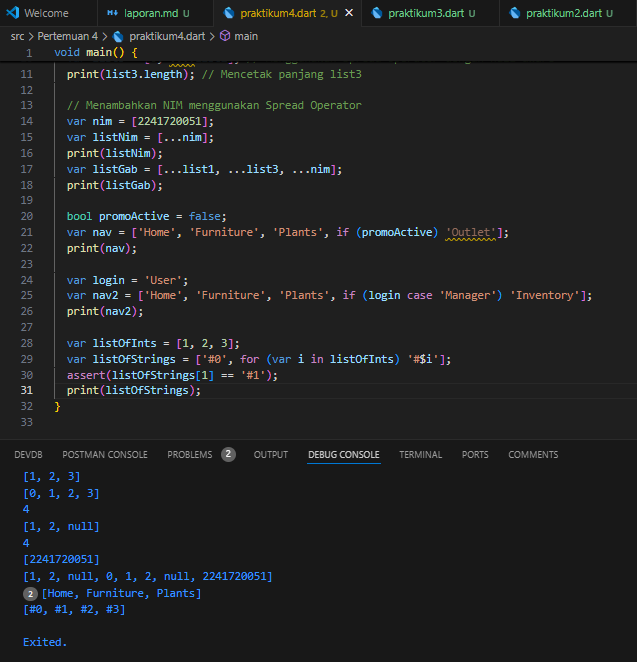 Welcome laporan.md U praktikum4.dart 2, U praktikum3.dart U praktikum2.dart U
src > Pertemuan 4 > praktikum4.dart > main
1 void main() {
11 print(list3.length); // Mencetak panjang list3
12
13 // Menambahkan NIM menggunakan Spread Operator
14 var nim = [2241720051];
15 var listNim = [...nim];
16 print(listNim);
17 var listGab = [...list1, ...list3, ...nim];
18 print(listGab);
19
20 bool promoActive = false;
21 var nav = ['Home', 'Furniture', 'Plants', if (promoActive) 'Outlet'];
22 print(nav);
23
24 var login = 'User';
25 var nav2 = ['Home', 'Furniture', 'Plants', if (login case 'Manager') 'Inventory'];
26 print(nav2);
27
28 var listOfInts = [1, 2, 3];
29 var listOfStrings = ['#0', for (var i in listOfInts) '#$i'];
30 assert(listOfStrings[1] == '#1');
31 print(listOfStrings);
32 }
33
DEVDB POSTMAN CONSOLE PROBLEMS 2 OUTPUT DEBUG CONSOLE TERMINAL PORTS COMMENTS
[1, 2, 3]
[0, 1, 2, 3]
4
[1, 2, null]
4
[2241720051]
[1, 2, null, 0, 1, 2, null, 2241720051]
2 [Home, Furniture, Plants]
[#0, #1, #2, #3]
Exited.